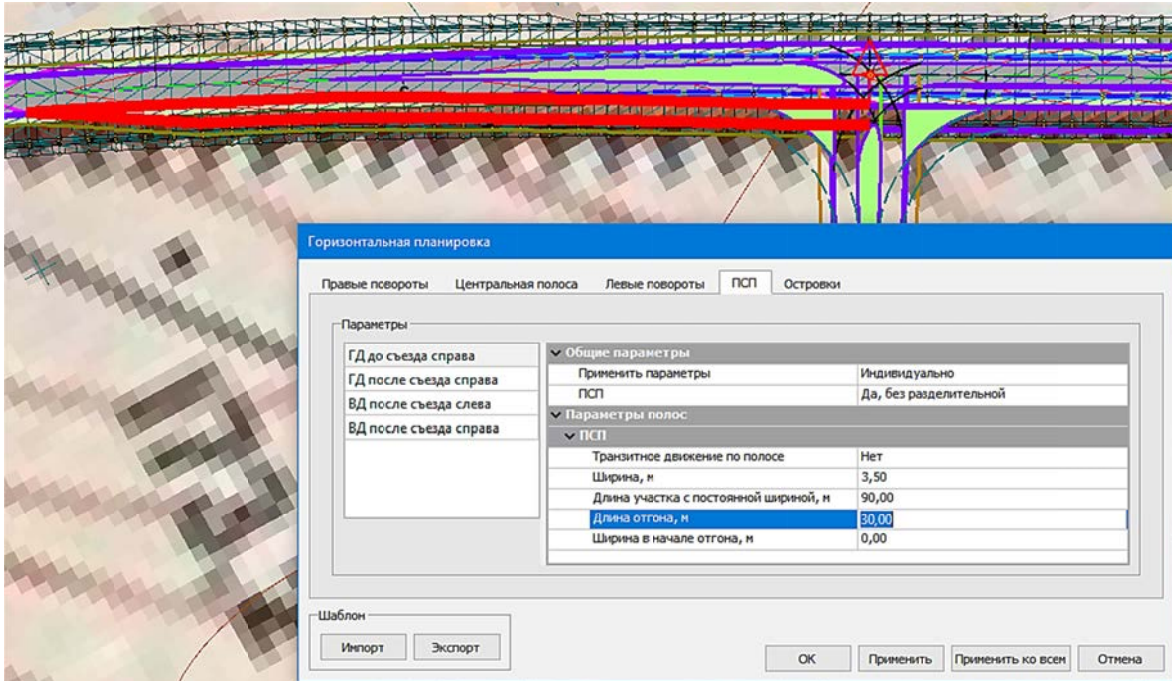 Горизонтальная планировка
Правые повороты Центральная полоса Левые повороты ПСП Островки
Параметры
ГД до съезда справа
ГД после съезда справа
ВД после съезда слева
ВД после съезда справа
Общие параметры
Применить параметры Индивидуально
ПСП Да, без разделительной
Параметры полос
ПСП
Транзитное движение по полосе Нет
Ширина, м 3,50
Длина участка с постоянной шириной, м 90,00
Длина отгона, м 30,00
Ширина в начале отгона, м 0,00
Шаблон
Импорт Экспорт
ОК Применить Применить ко всем Отмена